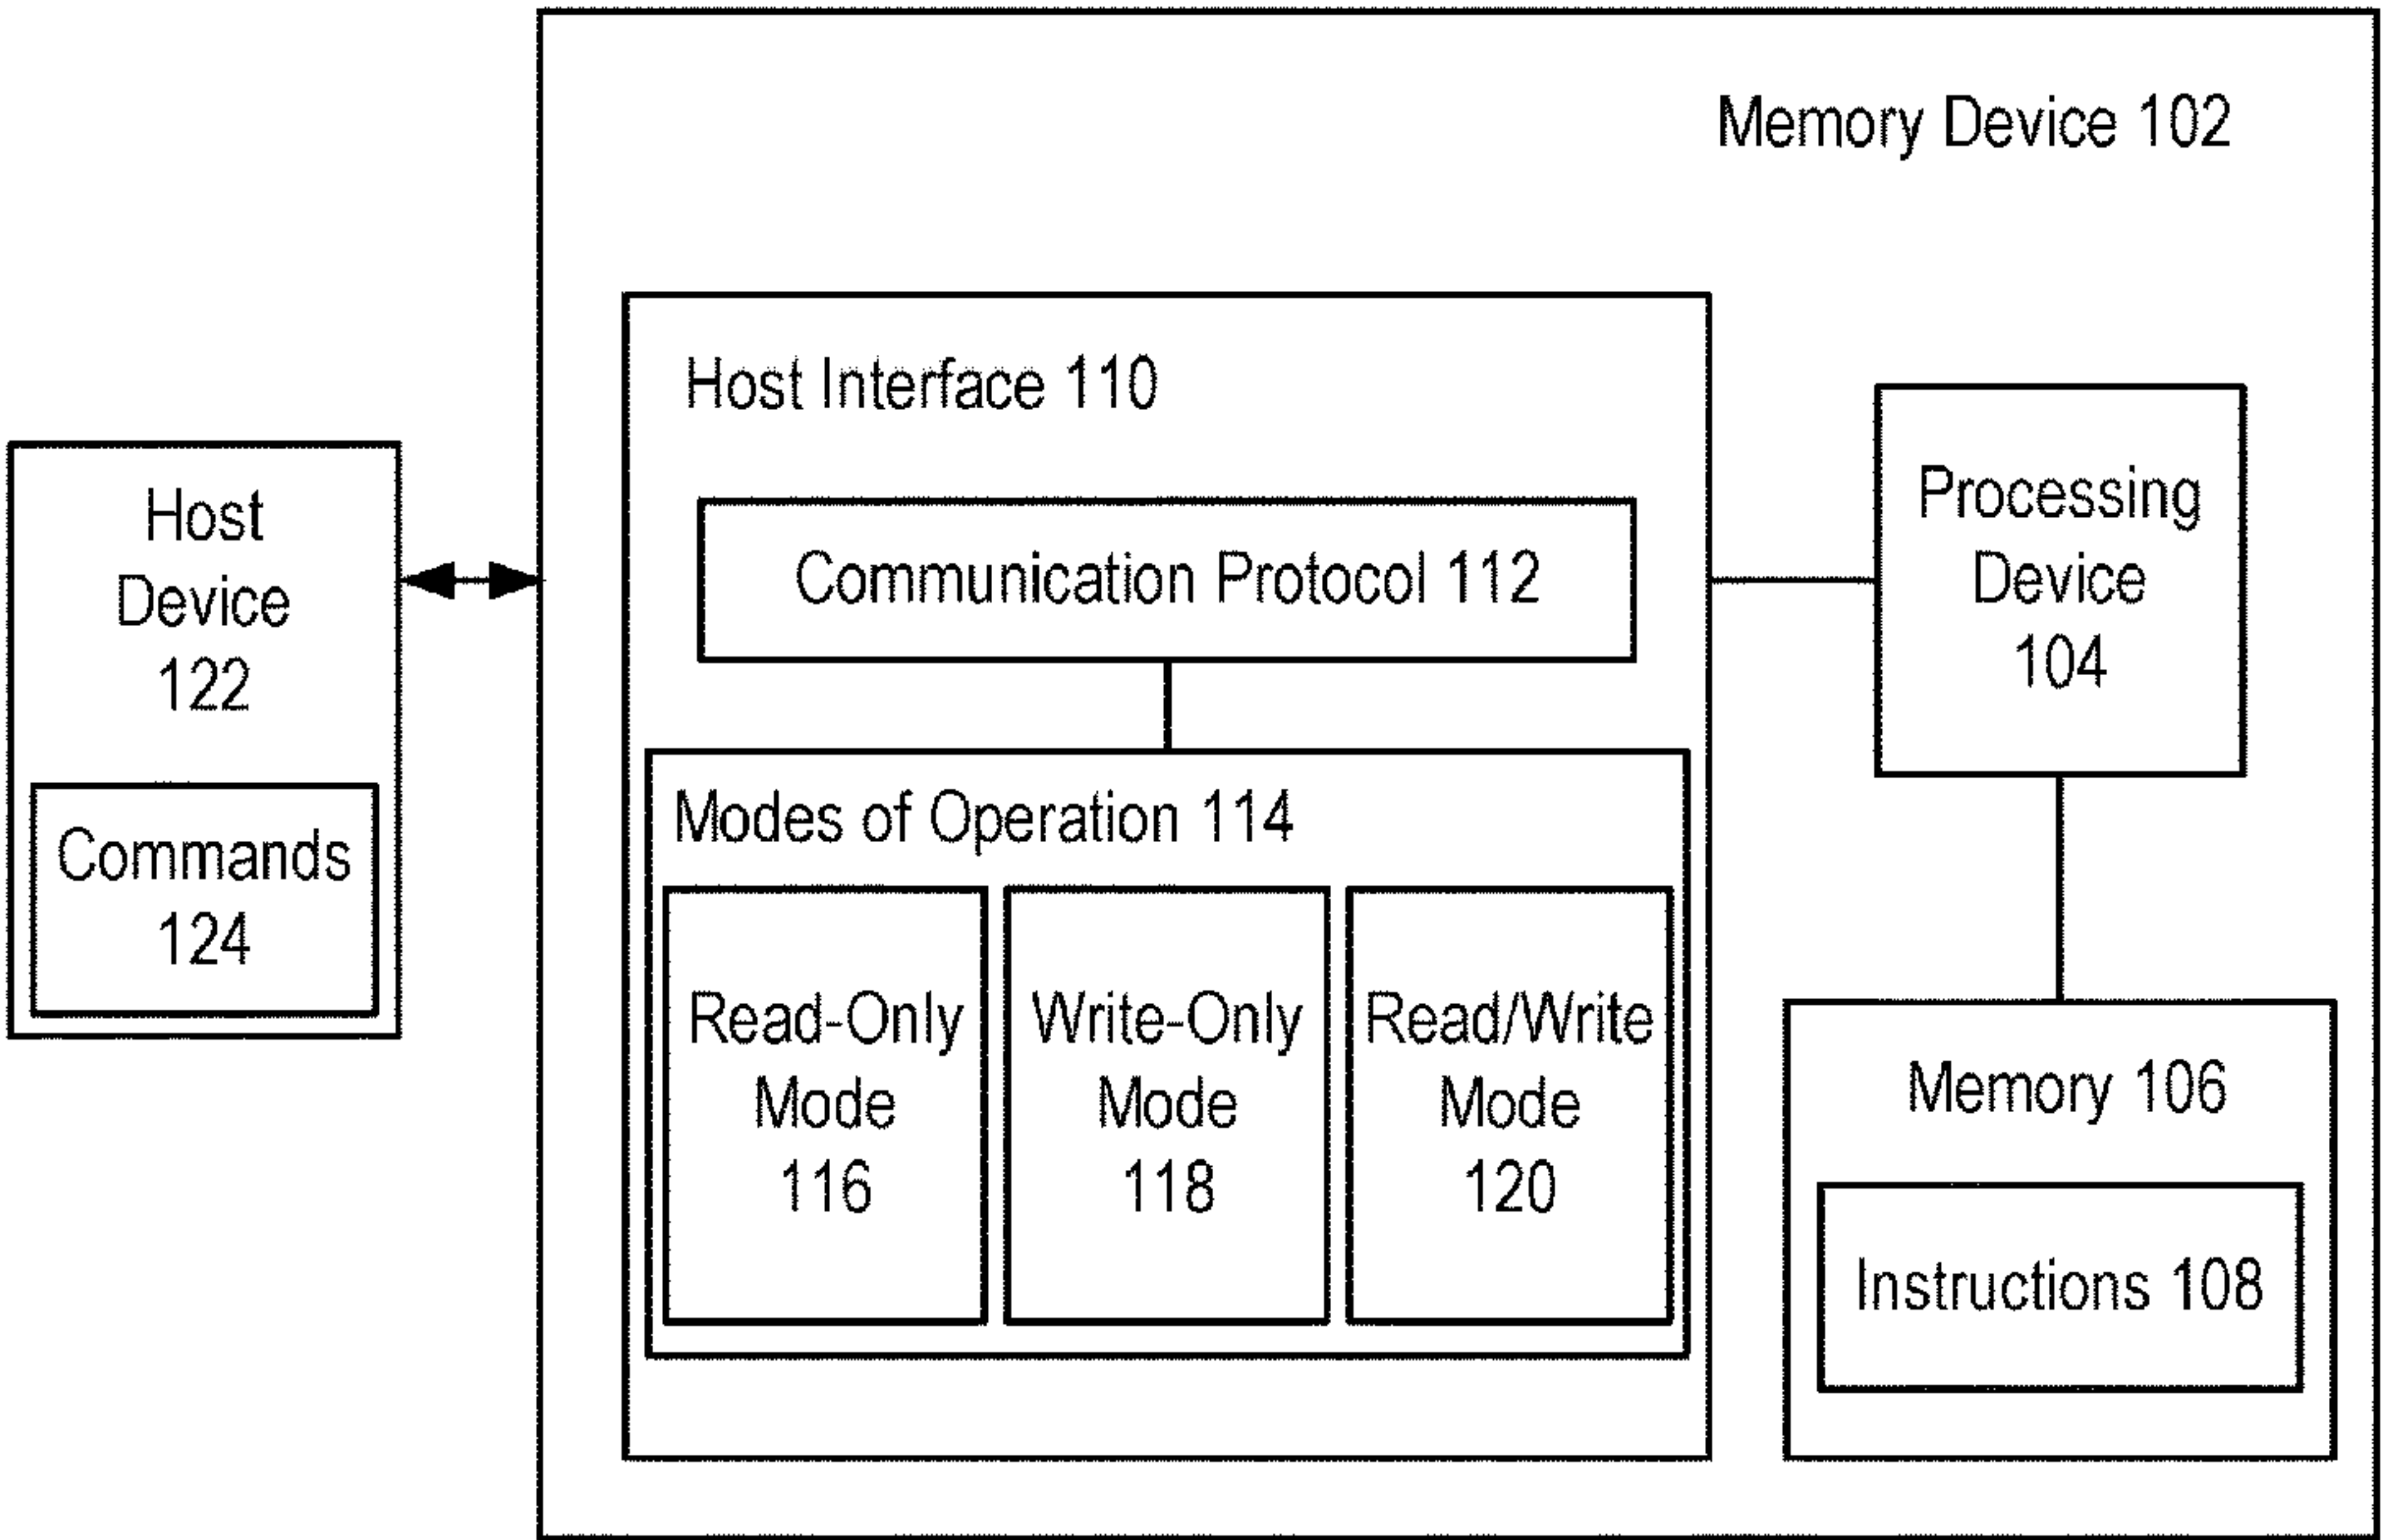 Memory Device 102
Host Interface 110
Communication Protocol 112
Modes of Operation 114
Read-Only
Mode
116
Write-Only
Mode
118
Read/Write
Mode
120
Host
Device
122
Commands
124
Processing
Device
104
Memory 106
Instructions 108